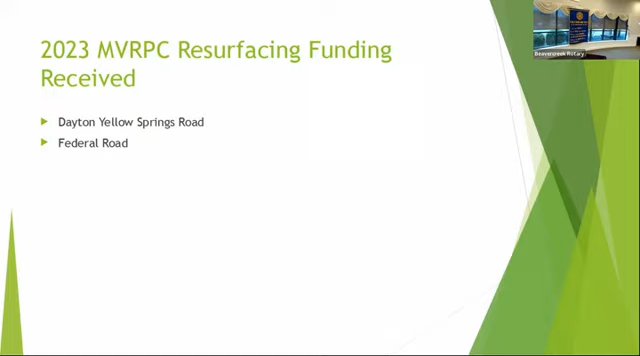 2023 MVRPC Resurfacing Funding
Received
Dayton Yellow Springs Road
Federal Road
Beavercreek Rotary